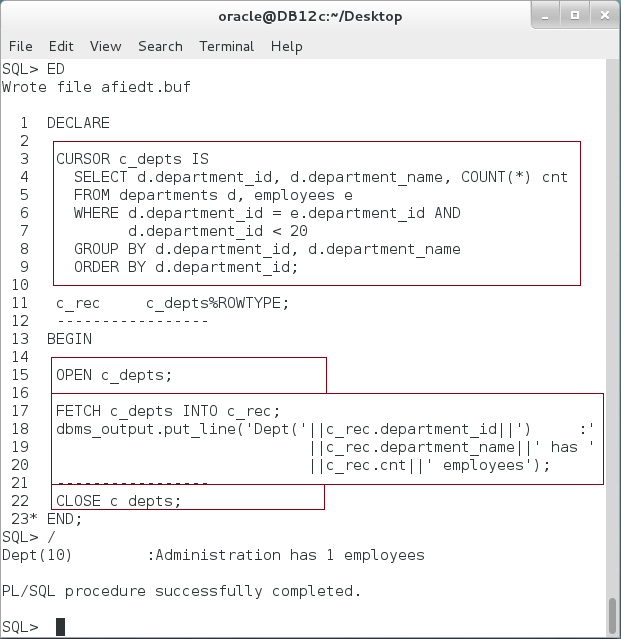 oracle@DB12c:~/Desktop
File Edit View Search Terminal Help
SQL> ED
Wrote file afiedt.buf
1 DECLARE
2
3 CURSOR c_depts IS
4 SELECT d.department_id, d.department_name, COUNT(*) cnt
5 FROM departments d, employees e
6 WHERE d.department_id = e.department_id AND
7 d.department_id < 20
8 GROUP BY d.department_id, d.department_name
9 ORDER BY d.department_id;
10
11 c_rec c_depts%ROWTYPE;
12 -----------------
13 BEGIN
14
15 OPEN c_depts;
16
17 FETCH c_depts INTO c_rec;
18 dbms_output.put_line('Dept('||c_rec.department_id||') :'
19 ||c_rec.department_name||' has '
20 ||c_rec.cnt||' employees');
21 -----------------
22 CLOSE c_depts;
23* END;
SQL> /
Dept(10) :Administration has 1 employees
PL/SQL procedure successfully completed.
SQL>